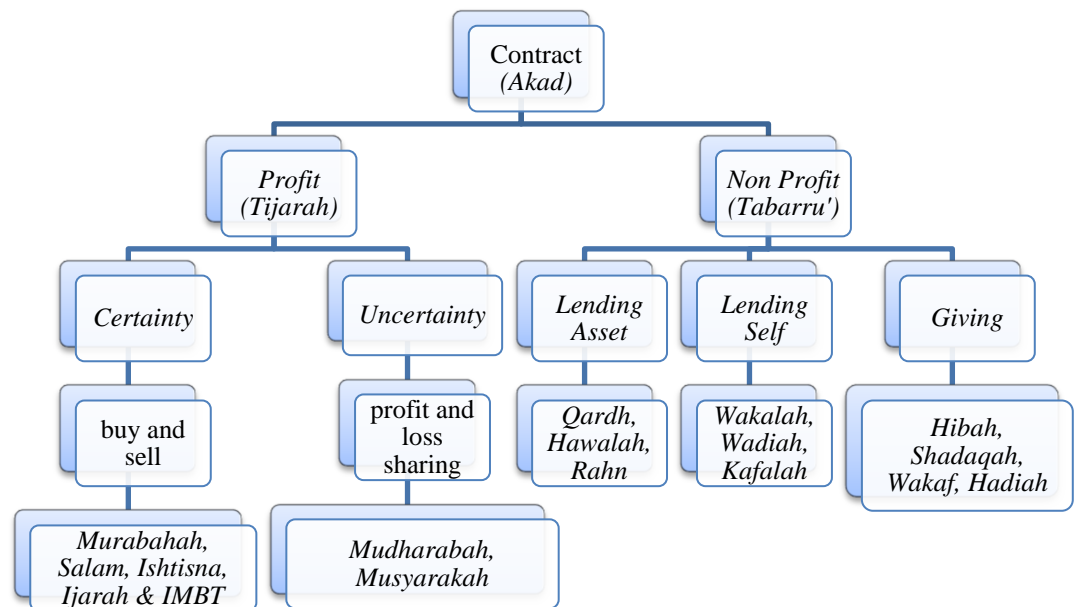 Contract
(Akad)
Profit
(Tijarah)
Non Profit
(Tabarru')
Certainty
Uncertainty
Lending
Asset
Lending
Self
Giving
buy and
sell
profit and
loss
sharing
Qardh,
Hawalah,
Rahn
Wakalah,
Wadiah,
Kafalah
Hibah,
Shadaqah,
Wakaf, Hadiah
Murabahah,
Salam, Ishtisna,
Ijarah & IMBT
Mudharabah,
Musyarakah